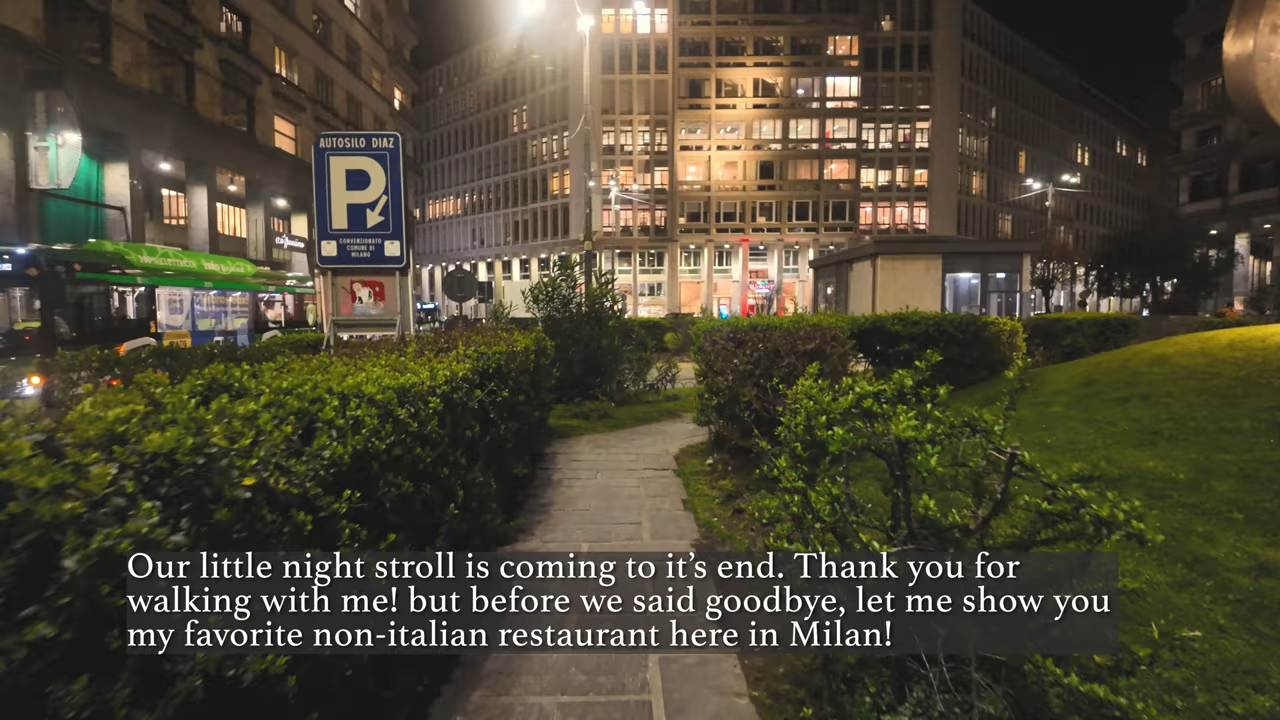 AUTOSILO DIAZ
P
CONVENZIONATO
COMUNE DI
MILANO
Our little night stroll is coming to it’s end. Thank you for
walking with me! but before we said goodbye, let me show you
my favorite non-italian restaurant here in Milan!